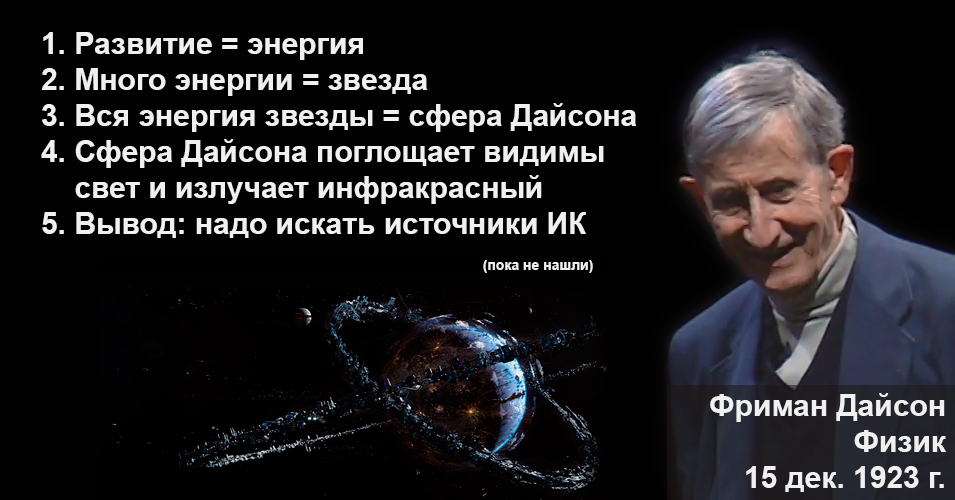 1. Развитие = энергия
2. Много энергии = звезда
3. Вся энергия звезды = сфера Дайсона
4. Сфера Дайсона поглощает видимы
свет и излучает инфракрасный
5. Вывод: надо искать источники ИК
(пока не нашли)
Фриман Дайсон
Физик
15 дек. 1923 г.